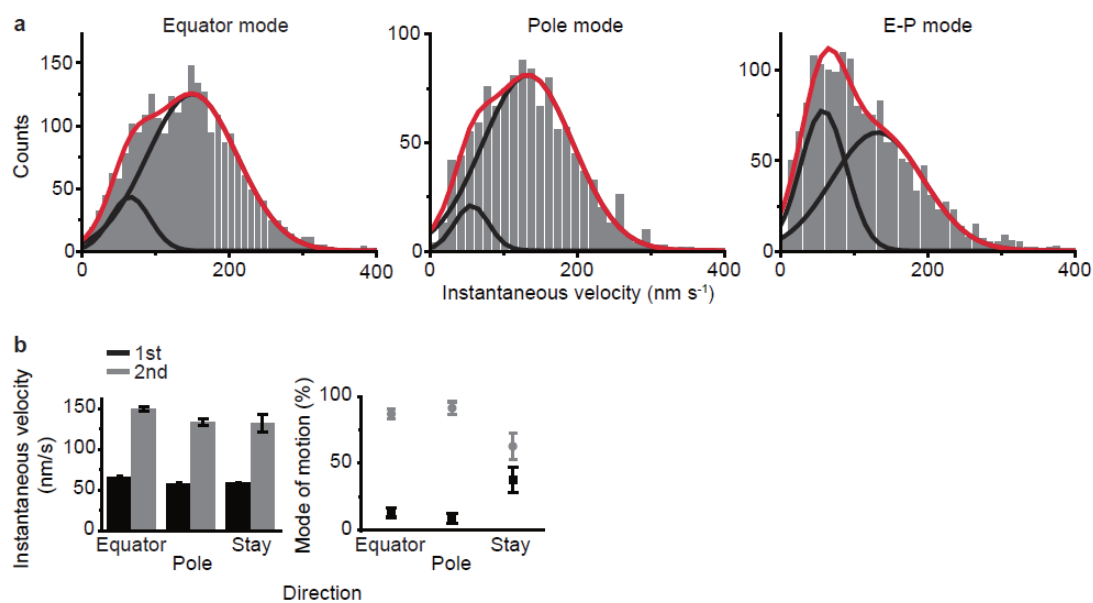 a
Equator mode
Pole mode
E-P mode
Counts
150
100
50
0
0
200
400
100
50
0
0
200
400
100
50
0
0
200
400
Instantaneous velocity (nm s-1)
b
1st
2nd
Instantaneous velocity
(nm/s)
150
100
50
0
Equator
Pole
Stay
Mode of motion (%)
100
50
0
Equator
Pole
Stay
Direction